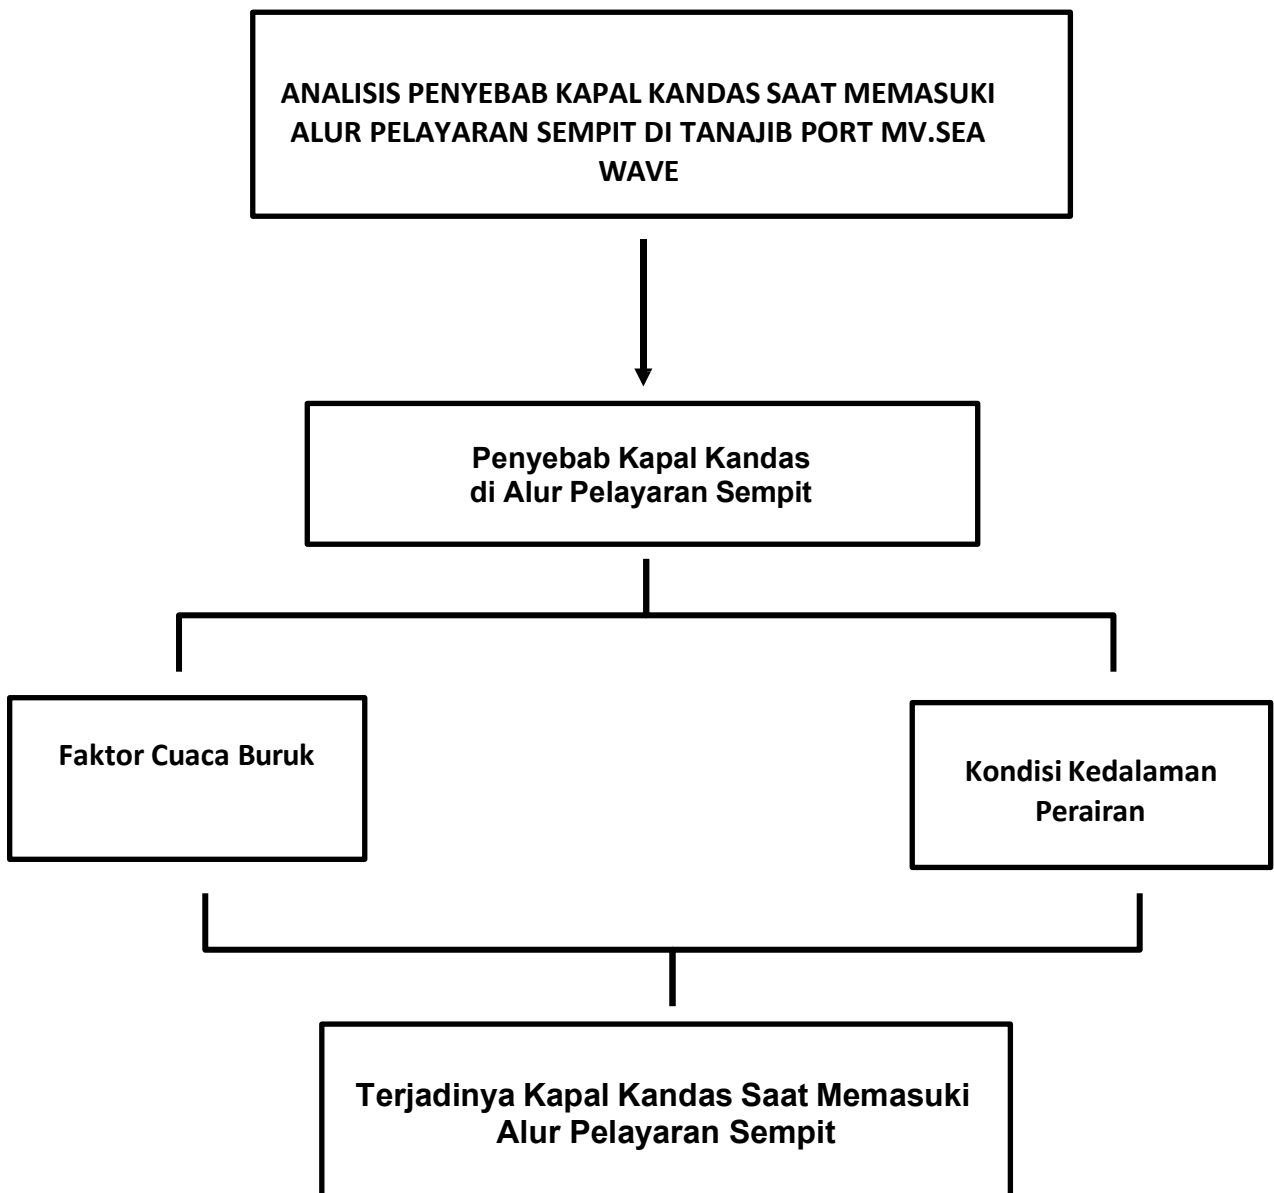 ANALISIS PENYEBAB KAPAL KANDAS SAAT MEMASUKI
ALUR PELAYARAN SEMPIT DI TANAJIB PORT MV.SEA
WAVE
Penyebab Kapal Kandas
di Alur Pelayaran Sempit
Faktor Cuaca Buruk
Kondisi Kedalaman
Perairan
Terjadinya Kapal Kandas Saat Memasuki
Alur Pelayaran Sempit